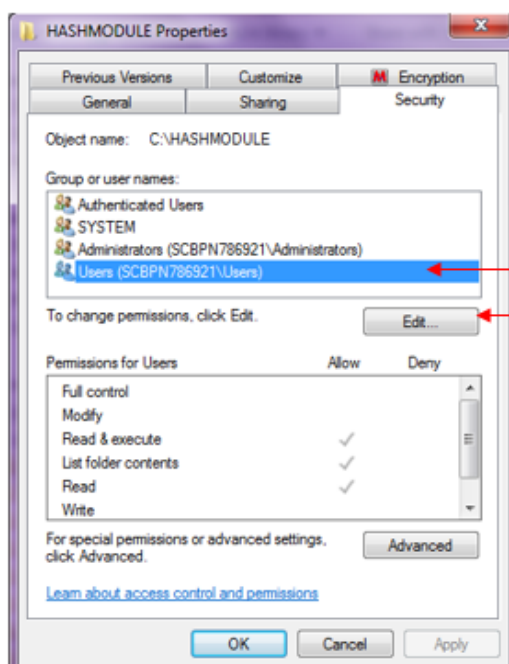 HASHMODULE Properties
Previous Versions Customize M Encryption
General Sharing Security
Object name: C:\HASHMODULE
Group or user names:
Authenticated Users
SYSTEM
Administrators (SCBPN786921\Administrators)
Users (SCBPN786921\Users)
To change permissions, click Edit.
Edit...
Permissions for Users Allow Deny
Full control
Modify
Read & execute
List folder contents
Read
Write
For special permissions or advanced settings,
click Advanced.
Advanced
Learn about access control and permissions
OK Cancel Apply